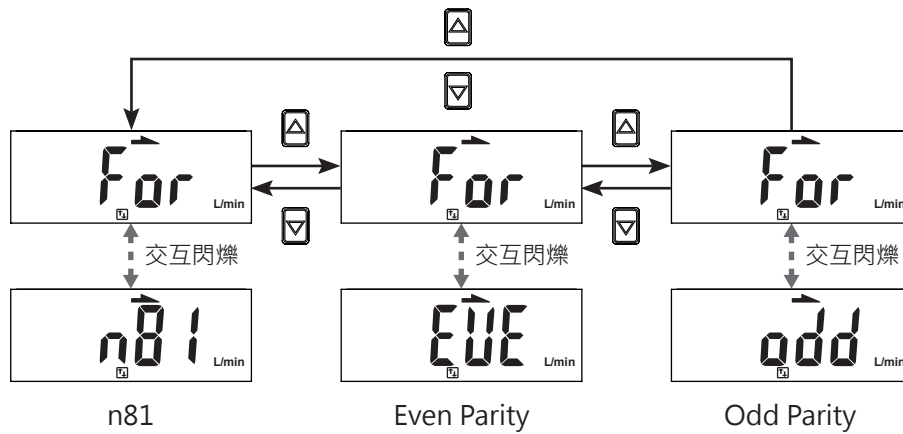 For For For
L/min L/min L/min
交互閃爍 交互閃爍 交互閃爍
n81 EVE odd
L/min L/min L/min
n81 Even Parity Odd Parity